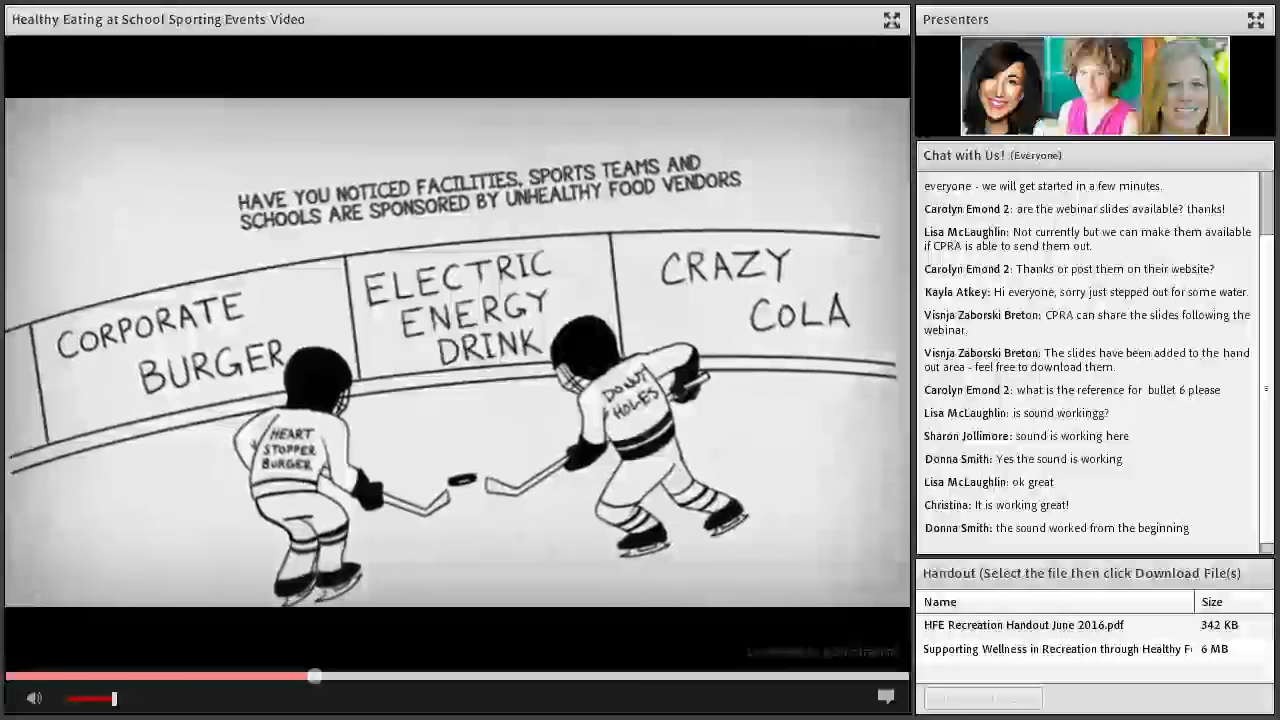 Healthy Eating at School Sporting Events Video
HAVE YOU NOTICED FACILITIES, SPORTS TEAMS AND
SCHOOLS ARE SPONSORED BY UNHEALTHY FOOD VENDORS
CORPORATE
BURGER
ELECTRIC
ENERGY
DRINK
CRAZY
COLA
HEART
STOPPER
BURGER
DONUT
HOLES
Presenters
Chat with Us! (Everyone)
everyone - we will get started in a few minutes.
Carolyn Emond 2: are the webinar slides available? thanks!
Lisa McLaughlin: Not currently but we can make them available
if CPRA is able to send them out.
Carolyn Emond 2: Thanks or post them on their website?
Kayla Atkey: Hi everyone, sorry just stepped out for some water.
Visnja Zaborski Breton: CPRA can share the slides following the
webinar.
Visnja Zaborski Breton: The slides have been added to the hand
out area - feel free to download them.
Carolyn Emond 2: what is the reference for bullet 6 please
Lisa McLaughlin: is sound workingg?
Sharon Jollimore: sound is working here
Donna Smith: Yes the sound is working
Lisa McLaughlin: ok great
Christina: It is working great!
Donna Smith: the sound worked from the beginning
Handout (Select the file then click Download File(s)
Name Size
HFE Recreation Handout June 2016.pdf 342 KB
Supporting Wellness in Recreation through Healthy F 6 MB